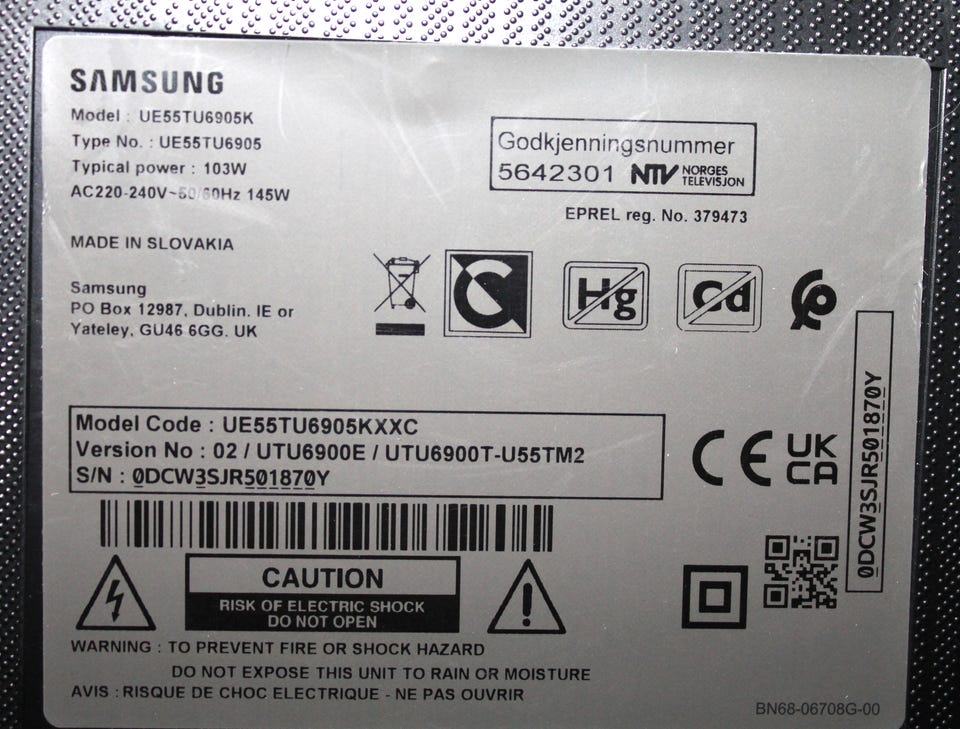 SAMSUNG
Model : UE55TU6905K
Type No. : UE55TU6905
Typical power : 103W
AC220-240V~50/60Hz 145W
Godkjenningsnummer
5642301 NTV NORGES TELEVISJON
EPREL reg. No. 379473
MADE IN SLOVAKIA
Samsung
PO Box 12987, Dublin. IE or
Yateley, GU46 6GG. UK
Hg
Cd
Model Code : UE55TU6905KXXC
Version No : 02 / UTU6900E / UTU6900T-U55TM2
S/N : 0DCW3SJR501870Y
CE
UK
CA
0DCW3SJR501870Y
CAUTION
RISK OF ELECTRIC SHOCK
DO NOT OPEN
WARNING : TO PREVENT FIRE OR SHOCK HAZARD
DO NOT EXPOSE THIS UNIT TO RAIN OR MOISTURE
AVIS : RISQUE DE CHOC ELECTRIQUE - NE PAS OUVRIR
BN68-06708G-00